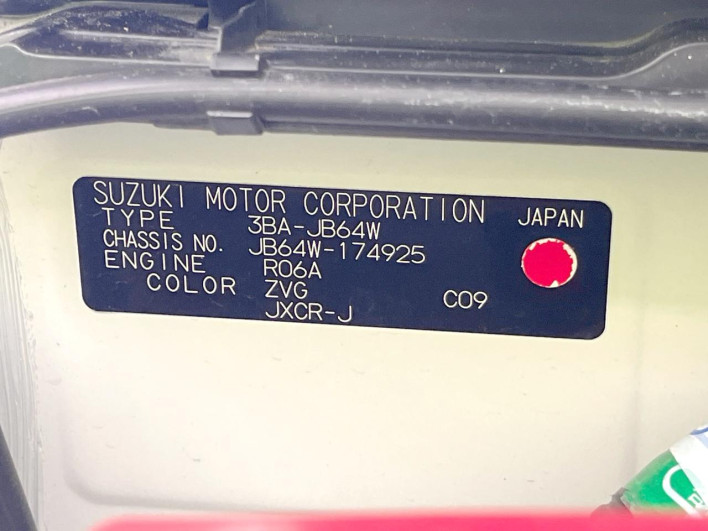 SUZUKI MOTOR CORPORATION JAPAN
TYPE 3BA-JB64W
CHASSIS NO. JB64W-174925
ENGINE R06A
COLOR ZVG C09
JXCR-J